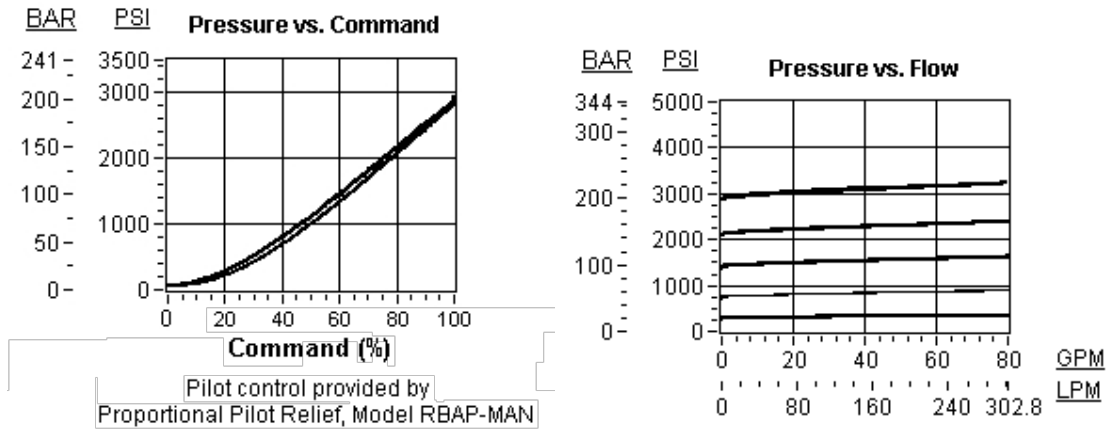 BAR PSI Pressure vs. Command
241 3500
200 3000
150 2000
100 1000
50
0 0
0 20 40 60 80 100
Command (%)
Pilot control provided by
Proportional Pilot Relief, Model RBAP-MAN
BAR PSI Pressure vs. Flow
344 5000
300 4000
200 3000
2000
100 1000
0 0
0 20 40 60 80 GPM
0 80 160 240 302.8 LPM